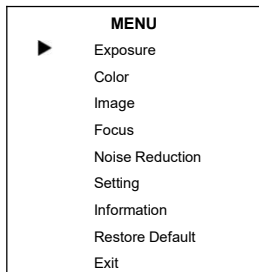 MENU
Exposure
Color
Image
Focus
Noise Reduction
Setting
Information
Restore Default
Exit